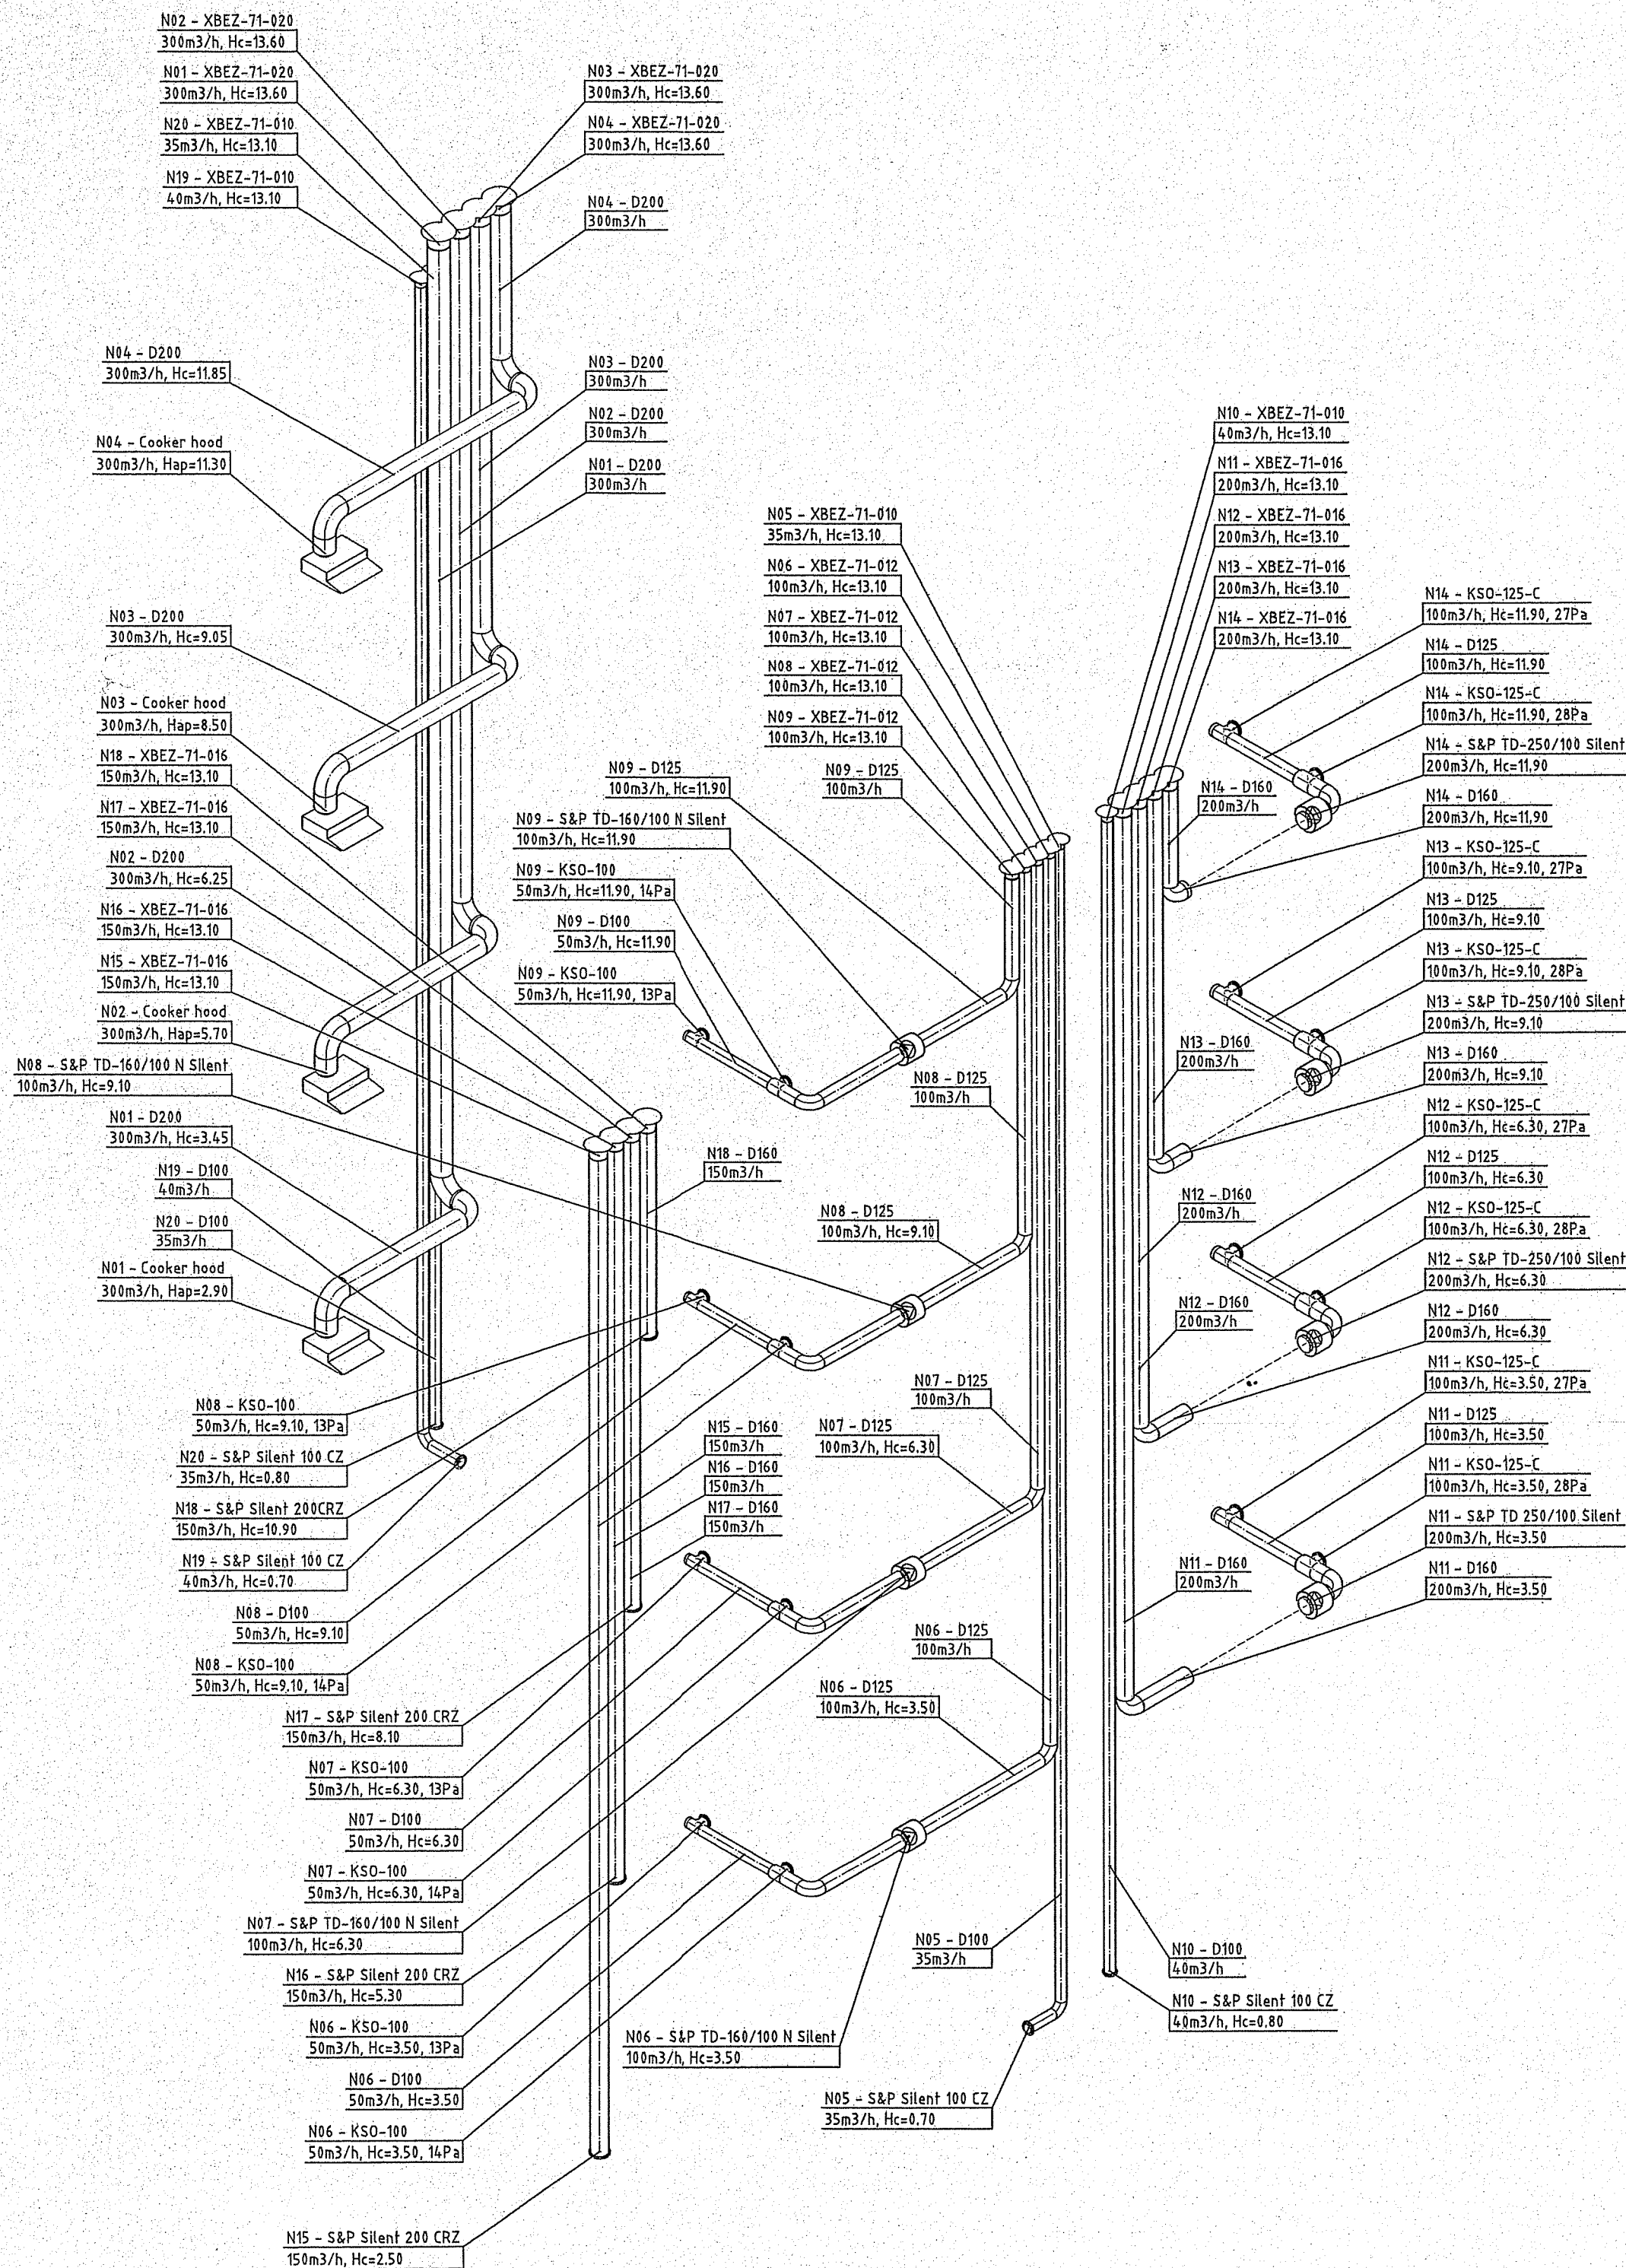 N02 - XBEZ-71-020
300m3/h, Hc=13.60
N01 - XBEZ-71-020
300m3/h, Hc=13.60
N20 - XBEZ-71-010
35m3/h, Hc=13.10
N19 - XBEZ-71-010
40m3/h, Hc=13.10
N03 - XBEZ-71-020
300m3/h, Hc=13.60
N04 - XBEZ-71-020
300m3/h, Hc=13.60
N04 - D200
300m3/h
N04 - D200
300m3/h, Hc=11.85
N04 - Cooker hood
300m3/h, Hap=11.30
N03 - D200
300m3/h
N02 - D200
300m3/h
N01 - D200
300m3/h
N03 - D200
300m3/h, Hc=9.05
N03 - Cooker hood
300m3/h, Hap=8.50
N18 - XBEZ-71-016
150m3/h, Hc=13.10
N17 - XBEZ-71-016
150m3/h, Hc=13.10
N02 - D200
300m3/h, Hc=6.25
N16 - XBEZ-71-016
150m3/h, Hc=13.10
N15 - XBEZ-71-016
150m3/h, Hc=13.10
N02 - Cooker hood
300m3/h, Hap=5.70
N08 - S&P TD-160/100 N Silent
100m3/h, Hc=9.10
N01 - D200
300m3/h, Hc=3.45
N19 - D100
40m3/h
N20 - D100
35m3/h
N01 - Cooker hood
300m3/h, Hap=2.90
N08 - KSO-100
50m3/h, Hc=9.10, 13Pa
N20 - S&P Silent 100 CZ
35m3/h, Hc=0.80
N18 - S&P Silent 200CRZ
150m3/h, Hc=10.90
N19 - S&P Silent 100 CZ
40m3/h, Hc=0.70
N08 - D100
50m3/h, Hc=9.10
N08 - KSO-100
50m3/h, Hc=9.10, 14Pa
N17 - S&P Silent 200 CRZ
150m3/h, Hc=8.10
N07 - KSO-100
50m3/h, Hc=6.30, 13Pa
N07 - D100
50m3/h, Hc=6.30
N07 - KSO-100
50m3/h, Hc=6.30, 14Pa
N07 - S&P TD-160/100 N Silent
100m3/h, Hc=6.30
N16 - S&P Silent 200 CRZ
150m3/h, Hc=5.30
N06 - KSO-100
50m3/h, Hc=3.50, 13Pa
N06 - D100
50m3/h, Hc=3.50
N06 - KSO-100
50m3/h, Hc=3.50, 14Pa
N15 - S&P Silent 200 CRZ
150m3/h, Hc=2.50
N05 - XBEZ-71-010
35m3/h, Hc=13.10
N06 - XBEZ-71-012
100m3/h, Hc=13.10
N07 - XBEZ-71-012
100m3/h, Hc=13.10
N08 - XBEZ-71-012
100m3/h, Hc=13.10
N09 - XBEZ-71-012
100m3/h, Hc=13.10
N09 - D125
100m3/h, Hc=11.90
N09 - D125
100m3/h
N09 - S&P TD-160/100 N Silent
100m3/h, Hc=11.90
N09 - KSO-100
50m3/h, Hc=11.90, 14Pa
N09 - D100
50m3/h, Hc=11.90
N09 - KSO-100
50m3/h, Hc=11.90, 13Pa
N08 - D125
100m3/h
N18 - D160
150m3/h
N08 - D125
100m3/h, Hc=9.10
N07 - D125
100m3/h
N15 - D160
150m3/h
N16 - D160
150m3/h
N17 - D160
150m3/h
N07 - D125
100m3/h, Hc=6.30
N06 - D125
100m3/h
N06 - D125
100m3/h, Hc=3.50
N05 - D100
35m3/h
N06 - S&P TD-160/100 N Silent
100m3/h, Hc=3.50
N05 - S&P Silent 100 CZ
35m3/h, Hc=0.70
N10 - XBEZ-71-010
40m3/h, Hc=13.10
N11 - XBEZ-71-016
200m3/h, Hc=13.10
N12 - XBEZ-71-016
200m3/h, Hc=13.10
N13 - XBEZ-71-016
200m3/h, Hc=13.10
N14 - XBEZ-71-016
200m3/h, Hc=13.10
N14 - D160
200m3/h
N13 - D160
200m3/h
N12 - D160
200m3/h
N12 - D160
200m3/h
N11 - D160
200m3/h
N10 - D100
40m3/h
N10 - S&P Silent 100 CZ
40m3/h, Hc=0.80
N14 - KSO-125-C
100m3/h, Hc=11.90, 27Pa
N14 - D125
100m3/h, Hc=11.90
N14 - KSO-125-C
100m3/h, Hc=11.90, 28Pa
N14 - S&P TD-250/100 Silent
200m3/h, Hc=11.90
N14 - D160
200m3/h, Hc=11.90
N13 - KSO-125-C
100m3/h, Hc=9.10, 27Pa
N13 - D125
100m3/h, Hc=9.10
N13 - KSO-125-C
100m3/h, Hc=9.10, 28Pa
N13 - S&P TD-250/100 Silent
200m3/h, Hc=9.10
N13 - D160
200m3/h, Hc=9.10
N12 - KSO-125-C
100m3/h, Hc=6.30, 27Pa
N12 - D125
100m3/h, Hc=6.30
N12 - KSO-125-C
100m3/h, Hc=6.30, 28Pa
N12 - S&P TD-250/100 Silent
200m3/h, Hc=6.30
N12 - D160
200m3/h, Hc=6.30
N11 - KSO-125-C
100m3/h, Hc=3.50, 27Pa
N11 - D125
100m3/h, Hc=3.50
N11 - KSO-125-C
100m3/h, Hc=3.50, 28Pa
N11 - S&P TD 250/100 Silent
200m3/h, Hc=3.50
N11 - D160
200m3/h, Hc=3.50